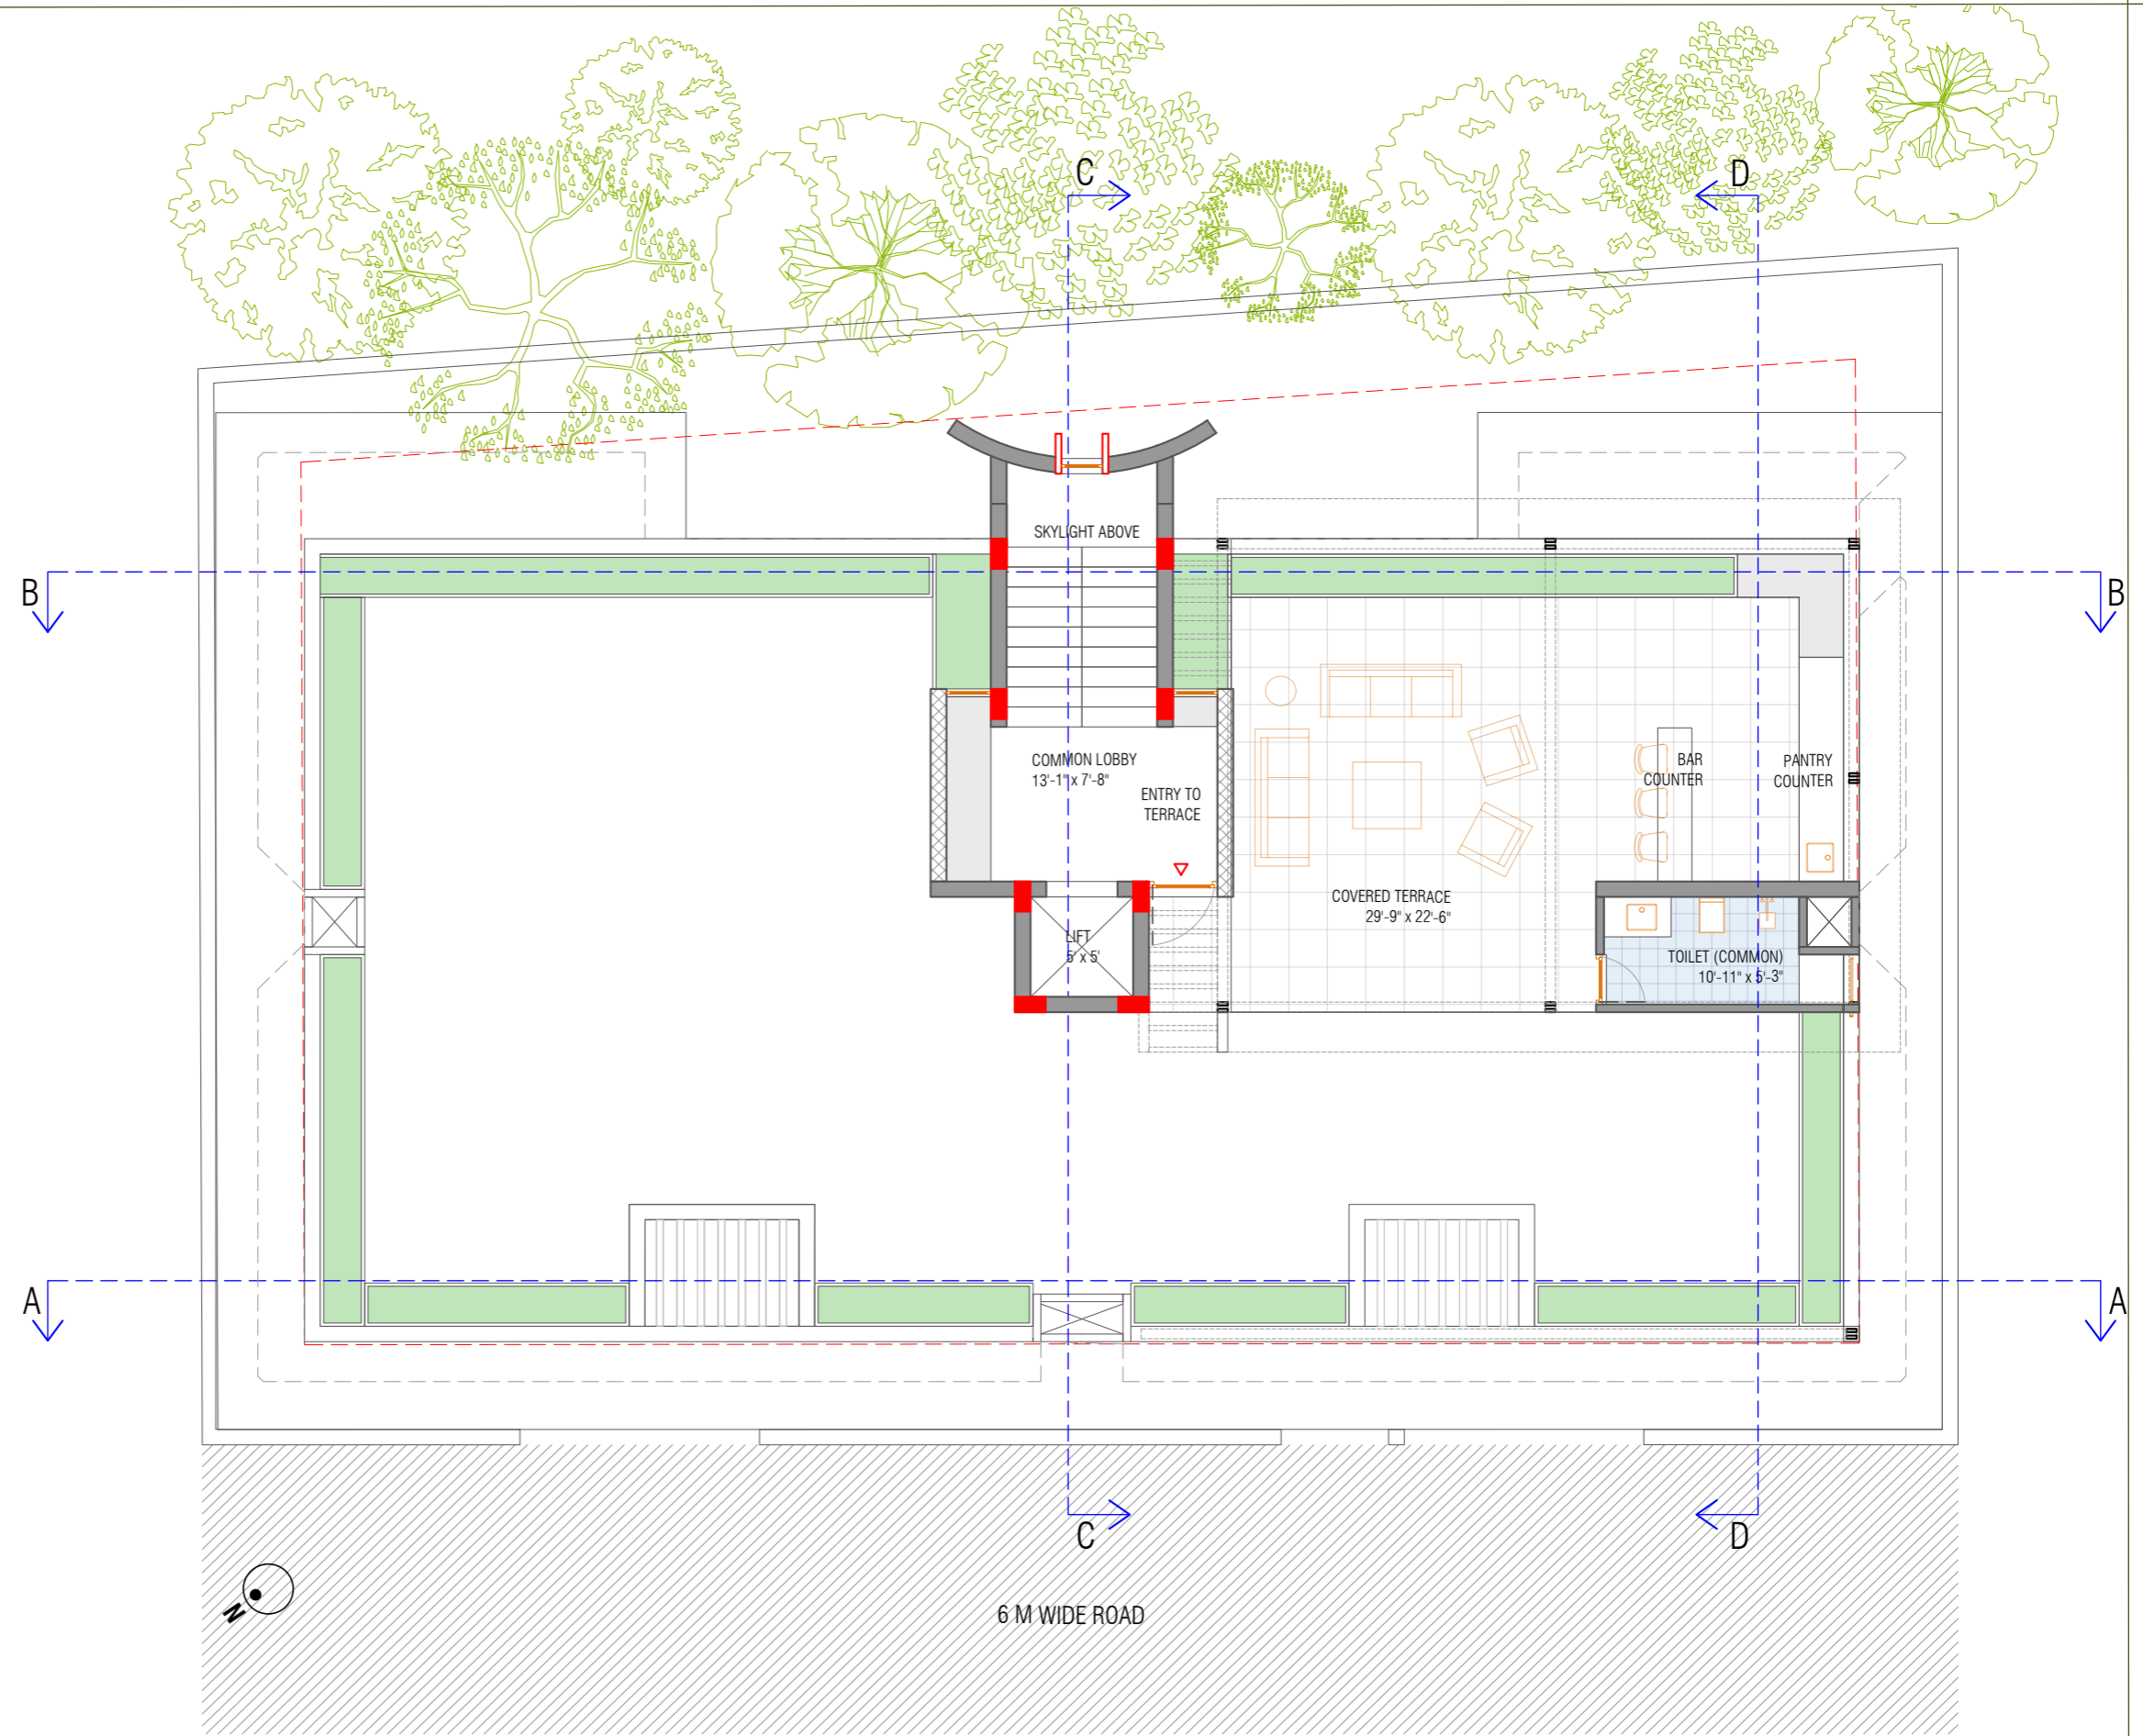 C
D
SKYLIGHT ABOVE
B
B
COMMON LOBBY
13'-1" x 7'-8"
ENTRY TO
TERRACE
BAR
COUNTER
PANTRY
COUNTER
COVERED TERRACE
29'-9" x 22'-6"
LIFT
5' x 5'
TOILET (COMMON)
10'-11" x 5'-3"
A
A
C
D
N
6 M WIDE ROAD